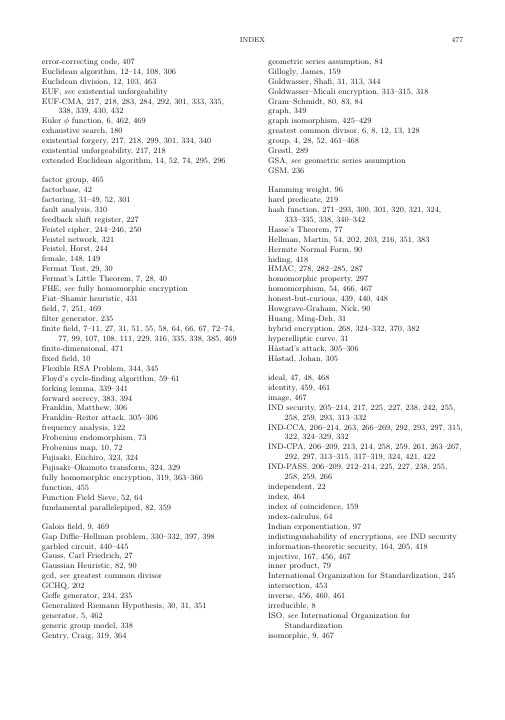 INDEX 477
error-correcting code, 407
Euclidean algorithm, 12–14, 108, 306
Euclidean division, 12, 103, 463
EUF, see existential unforgeability
EUF-CMA, 217, 218, 283, 284, 292, 301, 333, 335,
338, 339, 430, 432
Euler ϕ function, 6, 462, 469
exhaustive search, 180
existential forgery, 217, 218, 299, 301, 334, 340
existential unforgeability, 217, 218
extended Euclidean algorithm, 14, 52, 74, 295, 296
factor group, 465
factorbase, 42
factoring, 31–49, 52, 301
fault analysis, 310
feedback shift register, 227
Feistel cipher, 244–246, 250
Feistel network, 321
Feistel, Horst, 244
female, 148, 149
Fermat Test, 29, 30
Fermat's Little Theorem, 7, 28, 40
FHE, see fully homomorphic encryption
Fiat–Shamir heuristic, 431
field, 7, 251, 469
filter generator, 235
finite field, 7–11, 27, 31, 51, 55, 58, 64, 66, 67, 72–74,
77, 99, 107, 108, 111, 229, 316, 335, 338, 385, 469
finite-dimensional, 471
fixed field, 10
Flexible RSA Problem, 344, 345
Floyd's cycle-finding algorithm, 59–61
forking lemma, 339–341
forward secrecy, 383, 394
Franklin, Matthew, 306
Franklin–Reiter attack, 305–306
frequency analysis, 122
Frobenius endomorphism, 73
Frobenius map, 10, 72
Fujisaki, Eiichiro, 323, 324
Fujisaki–Okamoto transform, 324, 329
fully homomorphic encryption, 319, 363–366
function, 455
Function Field Sieve, 52, 64
fundamental parallelepiped, 82, 359
Galois field, 9, 469
Gap Diffie–Hellman problem, 330–332, 397, 398
garbled circuit, 440–445
Gauss, Carl Friedrich, 27
Gaussian Heuristic, 82, 90
gcd, see greatest common divisor
GCHQ, 202
Geffe generator, 234, 235
Generalized Riemann Hypothesis, 30, 31, 351
generator, 5, 462
generic group model, 338
Gentry, Craig, 319, 364
geometric series assumption, 84
Gillogly, James, 159
Goldwasser, Shafi, 31, 313, 344
Goldwasser–Micali encryption, 313–315, 318
Gram–Schmidt, 80, 83, 84
graph, 349
graph isomorphism, 425–429
greatest common divisor, 6, 8, 12, 13, 128
group, 4, 28, 52, 461–468
Grøstl, 289
GSA, see geometric series assumption
GSM, 236
Hamming weight, 96
hard predicate, 219
hash function, 271–293, 300, 301, 320, 321, 324,
333–335, 338, 340–342
Hasse's Theorem, 77
Hellman, Martin, 54, 202, 203, 216, 351, 383
Hermite Normal Form, 90
hiding, 418
HMAC, 278, 282–285, 287
homomorphic property, 297
homomorphism, 54, 466, 467
honest-but-curious, 439, 440, 448
Howgrave-Graham, Nick, 90
Huang, Ming-Deh, 31
hybrid encryption, 268, 324–332, 370, 382
hyperelliptic curve, 31
Håstad's attack, 305–306
Håstad, Johan, 305
ideal, 47, 48, 468
identity, 459, 461
image, 467
IND security, 205–214, 217, 225, 227, 238, 242, 255,
258, 259, 293, 313–332
IND-CCA, 206–214, 263, 266–269, 292, 293, 297, 315,
322, 324–329, 332
IND-CPA, 206–209, 213, 214, 258, 259, 261, 263–267,
292, 297, 313–315, 317–319, 324, 421, 422
IND-PASS, 206–209, 212–214, 225, 227, 238, 255,
258, 259, 266
independent, 22
index, 464
index of coincidence, 159
index-calculus, 64
Indian exponentiation, 97
indistinguishability of encryptions, see IND security
information-theoretic security, 164, 205, 418
injective, 167, 456, 467
inner product, 79
International Organization for Standardization, 245
intersection, 453
inverse, 456, 460, 461
irreducible, 8
ISO, see International Organization for
Standardization
isomorphic, 9, 467